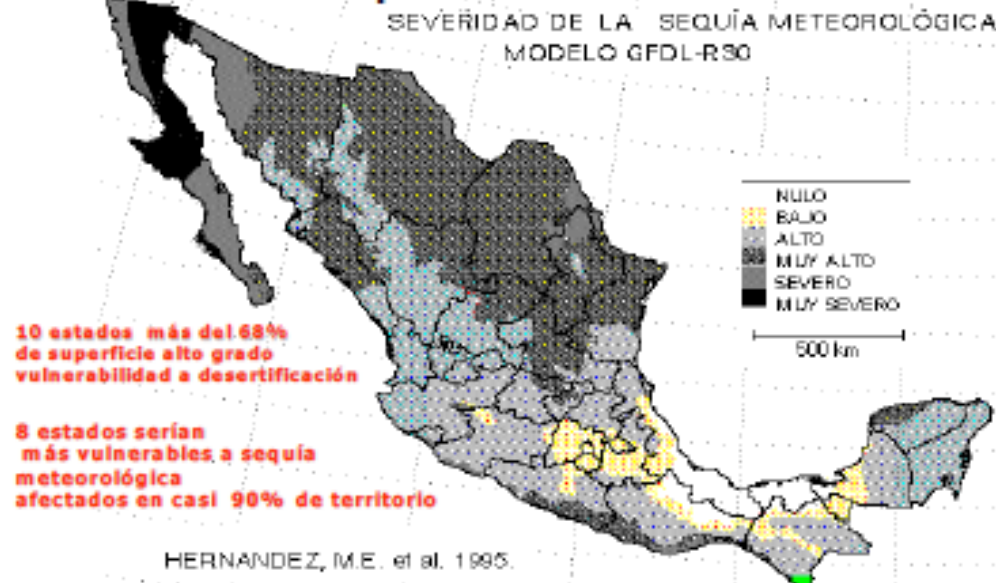 SEVERIDAD DE LA SEQUÍA METEOROLÓGICA
MODELO GFDL-R30
NULO
BAJO
ALTO
MUY ALTO
SEVERO
MUY SEVERO
500 km
10 estados más del 68%
de superficie alto grado
vulnerabilidad a desertificación
8 estados serían
más vulnerables a sequía
meteorológica
afectados en casi 90% de territorio
HERNANDEZ, M.E. et al. 1995.